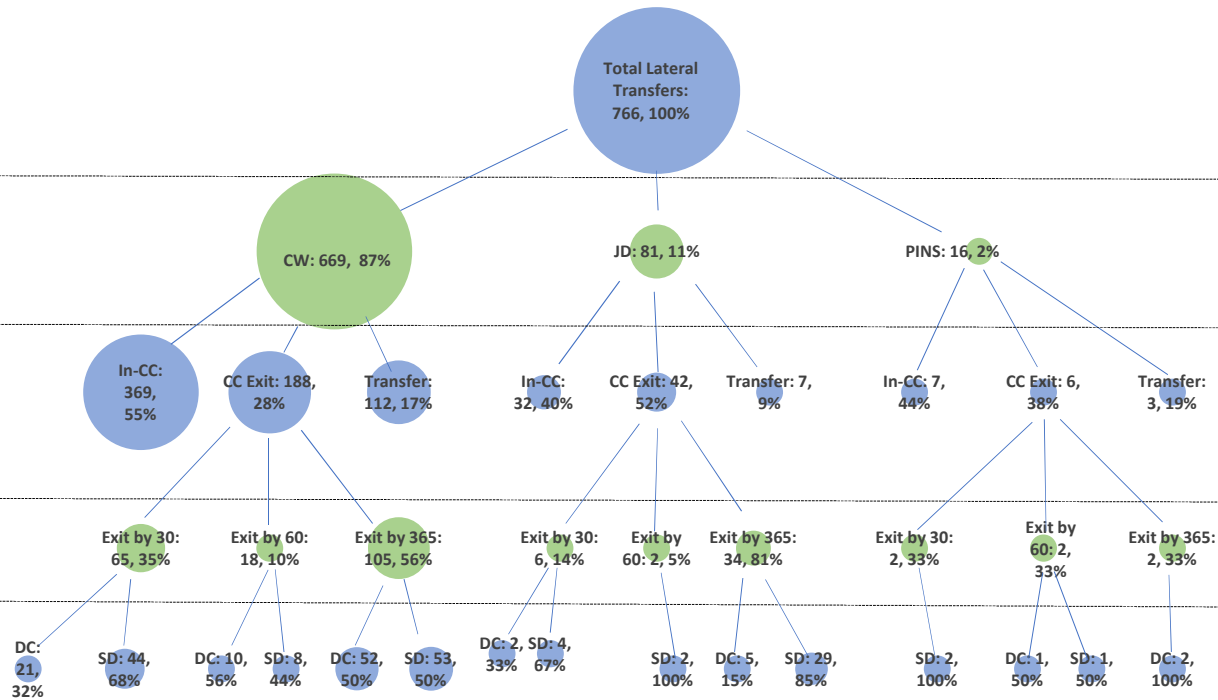 Total Lateral
Transfers:
766, 100%
CW: 669,  87%
JD: 81, 11%
PINS: 16, 2%
In-CC:
369,
55%
CC Exit: 188,
28%
Transfer:
112, 17%
In-CC:
32, 40%
CC Exit: 42,
52%
Transfer: 7,
9%
In-CC: 7,
44%
CC Exit: 6,
38%
Transfer:
3, 19%
Exit by 30:
65, 35%
Exit by 60:
18, 10%
Exit by 365:
105, 56%
Exit by 30:
6, 14%
Exit by
60: 2, 5%
Exit by 365:
34, 81%
Exit by 30:
2, 33%
Exit by
60: 2,
33%
Exit by 365:
2, 33%
DC:
21,
32%
SD: 44,
68%
DC: 10,
56%
SD: 8,
44%
DC: 52,
50%
SD: 53,
50%
DC: 2,
33%
SD: 4,
67%
SD: 2,
100%
DC: 5,
15%
SD: 29,
85%
SD: 2,
100%
DC: 1,
50%
SD: 1,
50%
DC: 2,
100%